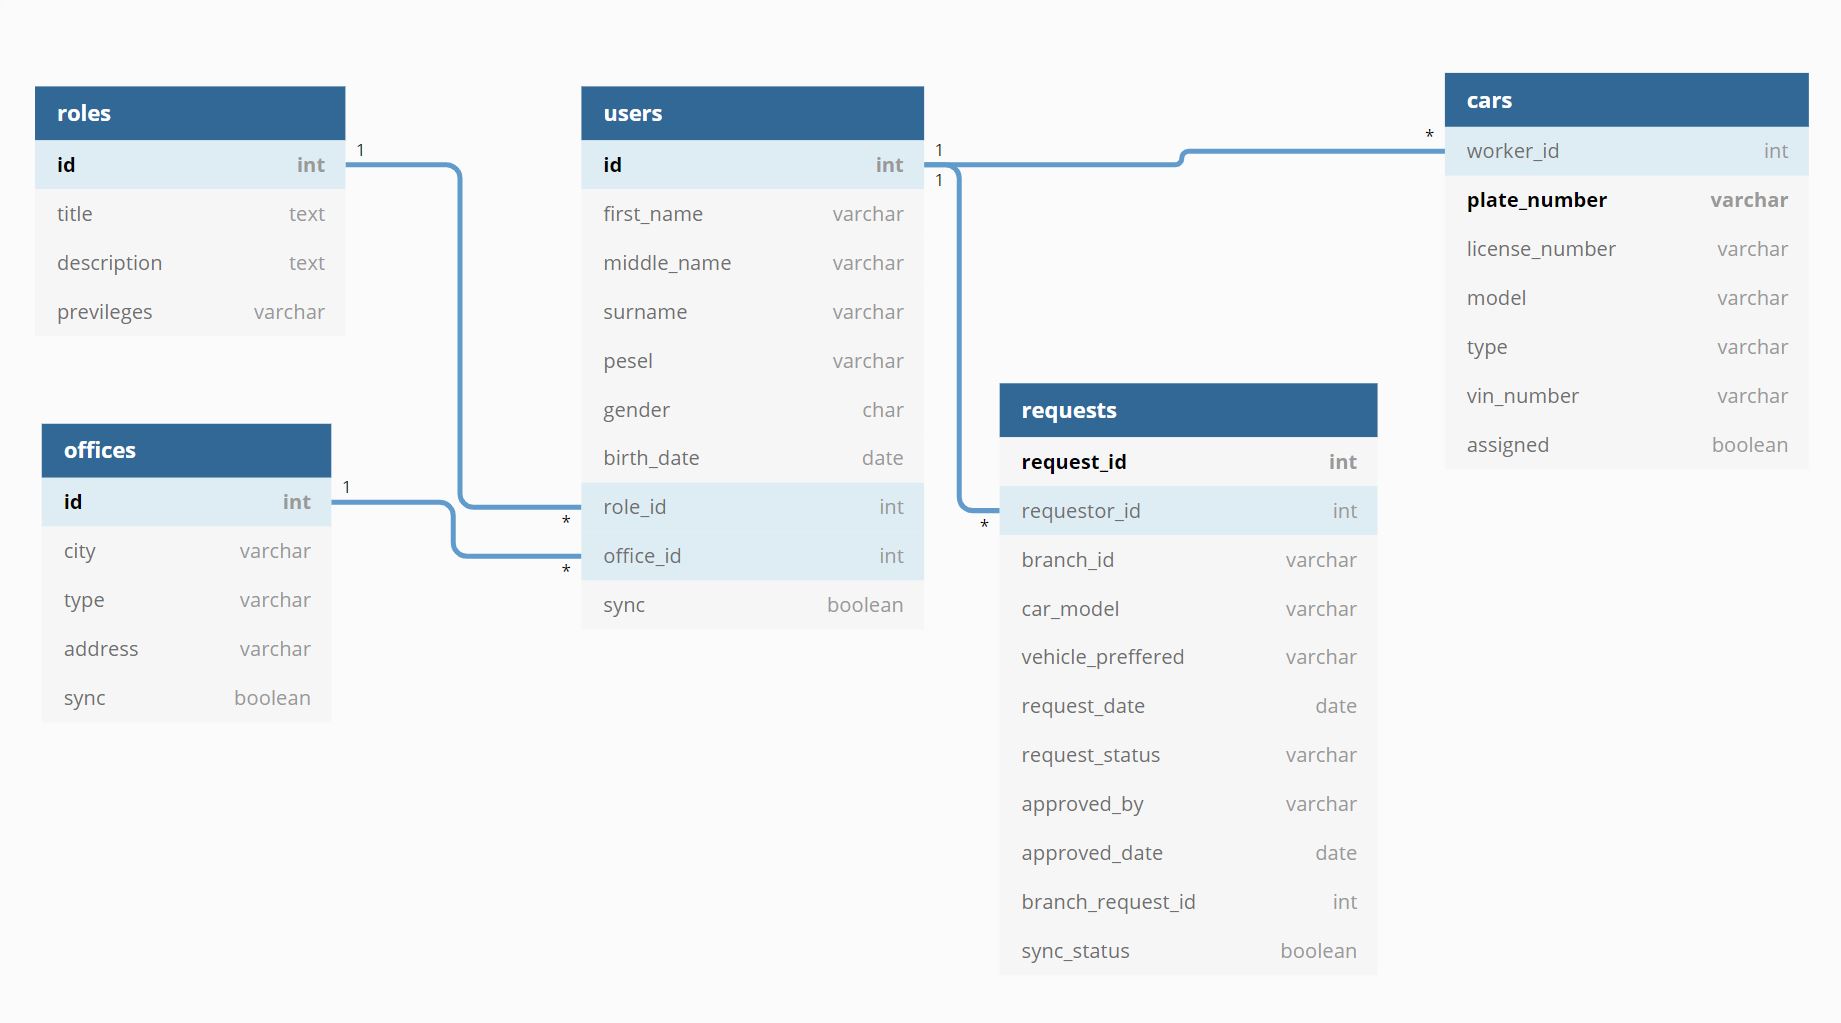 roles
id int
title text
description text
previleges varchar
1
offices
id int
city varchar
type varchar
address varchar
sync boolean
1
users
id int
first_name varchar
middle_name varchar
surname varchar
pesel varchar
gender char
birth_date date
role_id int
office_id int
sync boolean
*
*
1
1
requests
request_id int
requestor_id int
branch_id varchar
car_model varchar
vehicle_preffered varchar
request_date date
request_status varchar
approved_by varchar
approved_date date
branch_request_id int
sync_status boolean
*
cars
worker_id int
plate_number varchar
license_number varchar
model varchar
type varchar
vin_number varchar
assigned boolean
*